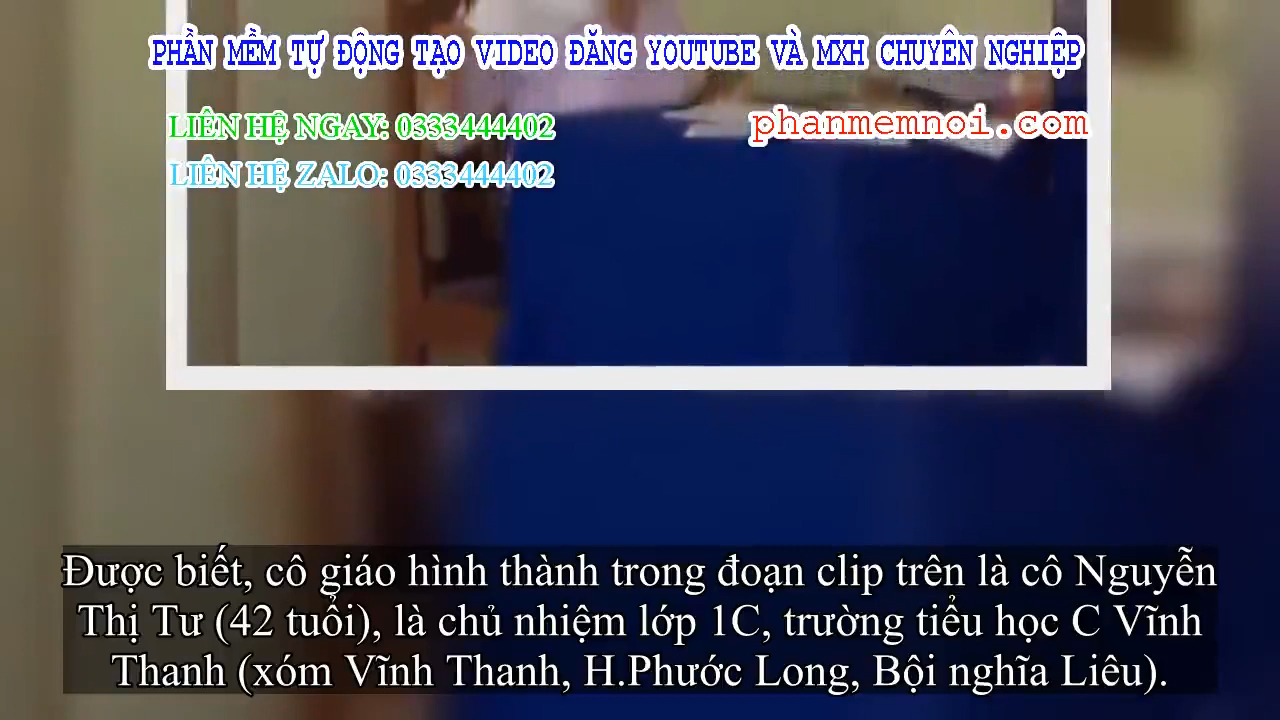 PHẦN MỀM TỰ ĐỘNG TẠO VIDEO ĐĂNG YOUTUBE VÀ MXH CHUYÊN NGHIỆP
LIÊN HỆ NGAY: 0333444402
phanmemnoi.com
LIÊN HỆ ZALO: 0333444402
Được biết, cô giáo hình thành trong đoạn clip trên là cô Nguyễn
Thị Tư (42 tuổi), là chủ nhiệm lớp 1C, trường tiểu học C Vĩnh
Thanh (xóm Vĩnh Thanh, H.Phước Long, Bội nghĩa Liêu).